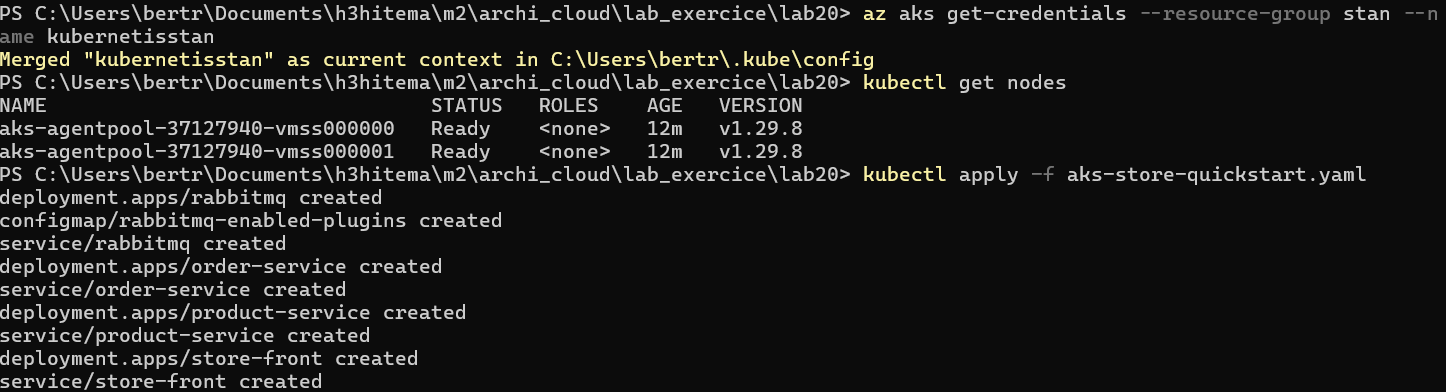 PS C:\Users\bertr\Documents\h3hitema\m2\archi_cloud\lab_exercice\lab20> az aks get-credentials --resource-group stan --n
ame kubernetisstan
Merged "kubernetisstan" as current context in C:\Users\bertr\.kube\config
PS C:\Users\bertr\Documents\h3hitema\m2\archi_cloud\lab_exercice\lab20> kubectl get nodes
NAME                                STATUS   ROLES    AGE   VERSION
aks-agentpool-37127940-vmss000000   Ready    <none>   12m   v1.29.8
aks-agentpool-37127940-vmss000001   Ready    <none>   12m   v1.29.8
PS C:\Users\bertr\Documents\h3hitema\m2\archi_cloud\lab_exercice\lab20> kubectl apply -f aks-store-quickstart.yaml
deployment.apps/rabbitmq created
configmap/rabbitmq-enabled-plugins created
service/rabbitmq created
deployment.apps/order-service created
service/order-service created
deployment.apps/product-service created
service/product-service created
deployment.apps/store-front created
service/store-front created